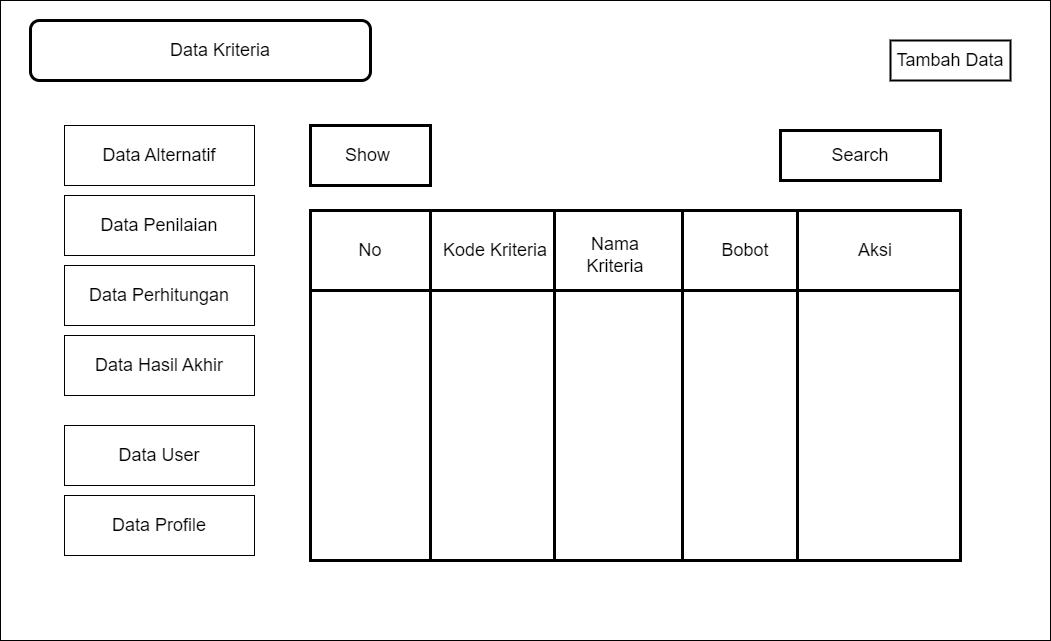 Data Kriteria
Tambah Data
Data Alternatif
Data Penilaian
Data Perhitungan
Data Hasil Akhir
Data User
Data Profile
Show
Search
No
Kode Kriteria
Nama
Kriteria
Bobot
Aksi